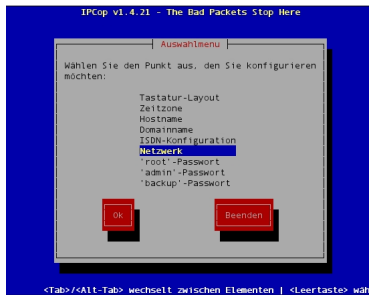 IPCop v1.4.21 - The Bad Packets Stop Here
Auswahlmenu
Wählen Sie den Punkt aus, den Sie konfigurieren
möchten:
Tastatur-Layout
Zeitzone
Hostname
Domainname
ISDN-Konfiguration
Netzwerk
'root'-Passwort
'admin'-Passwort
'backup'-Passwort
Ok
Beenden
<Tab>/<Alt-Tab> wechselt zwischen Elementen | <Leertaste> wäh